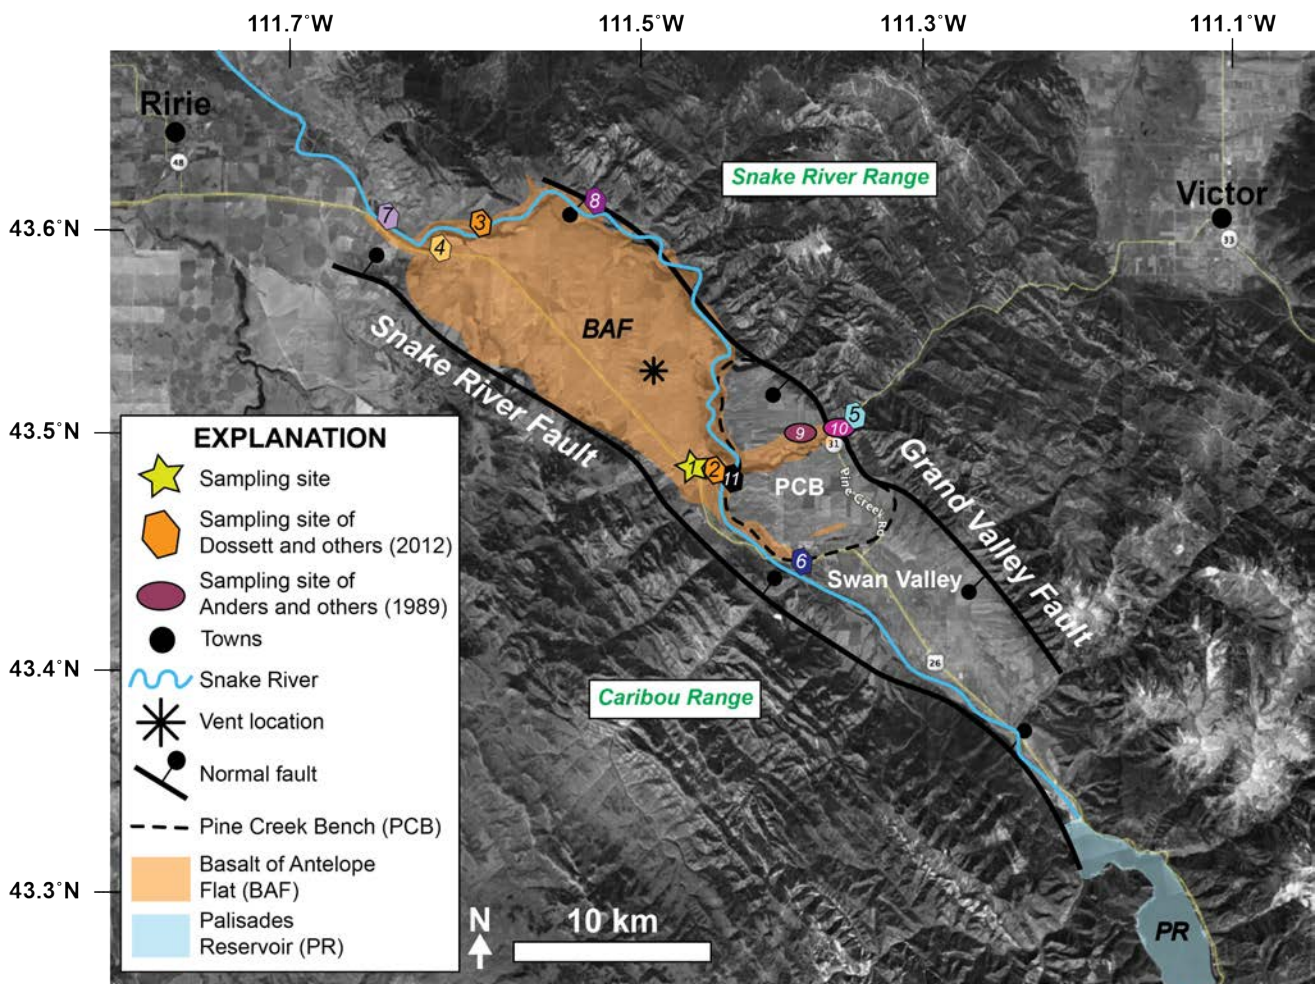 111.7°W
111.5°W
111.3°W
111.1°W
Ririe
48
Snake River Range
Victor
33
43.6°N
7
4
3
8
BAF
Snake River Fault
43.5°N
5
9
10
31
1
2
11
PCB
Pine Creek Rd
Grand Valley Fault
6
Swan Valley
43.4°N
26
Caribou Range
43.3°N
PR
N
10 km
EXPLANATION
Sampling site
Sampling site of
Dossett and others (2012)
Sampling site of
Anders and others (1989)
Towns
Snake River
Vent location
Normal fault
Pine Creek Bench (PCB)
Basalt of Antelope
Flat (BAF)
Palisades
Reservoir (PR)